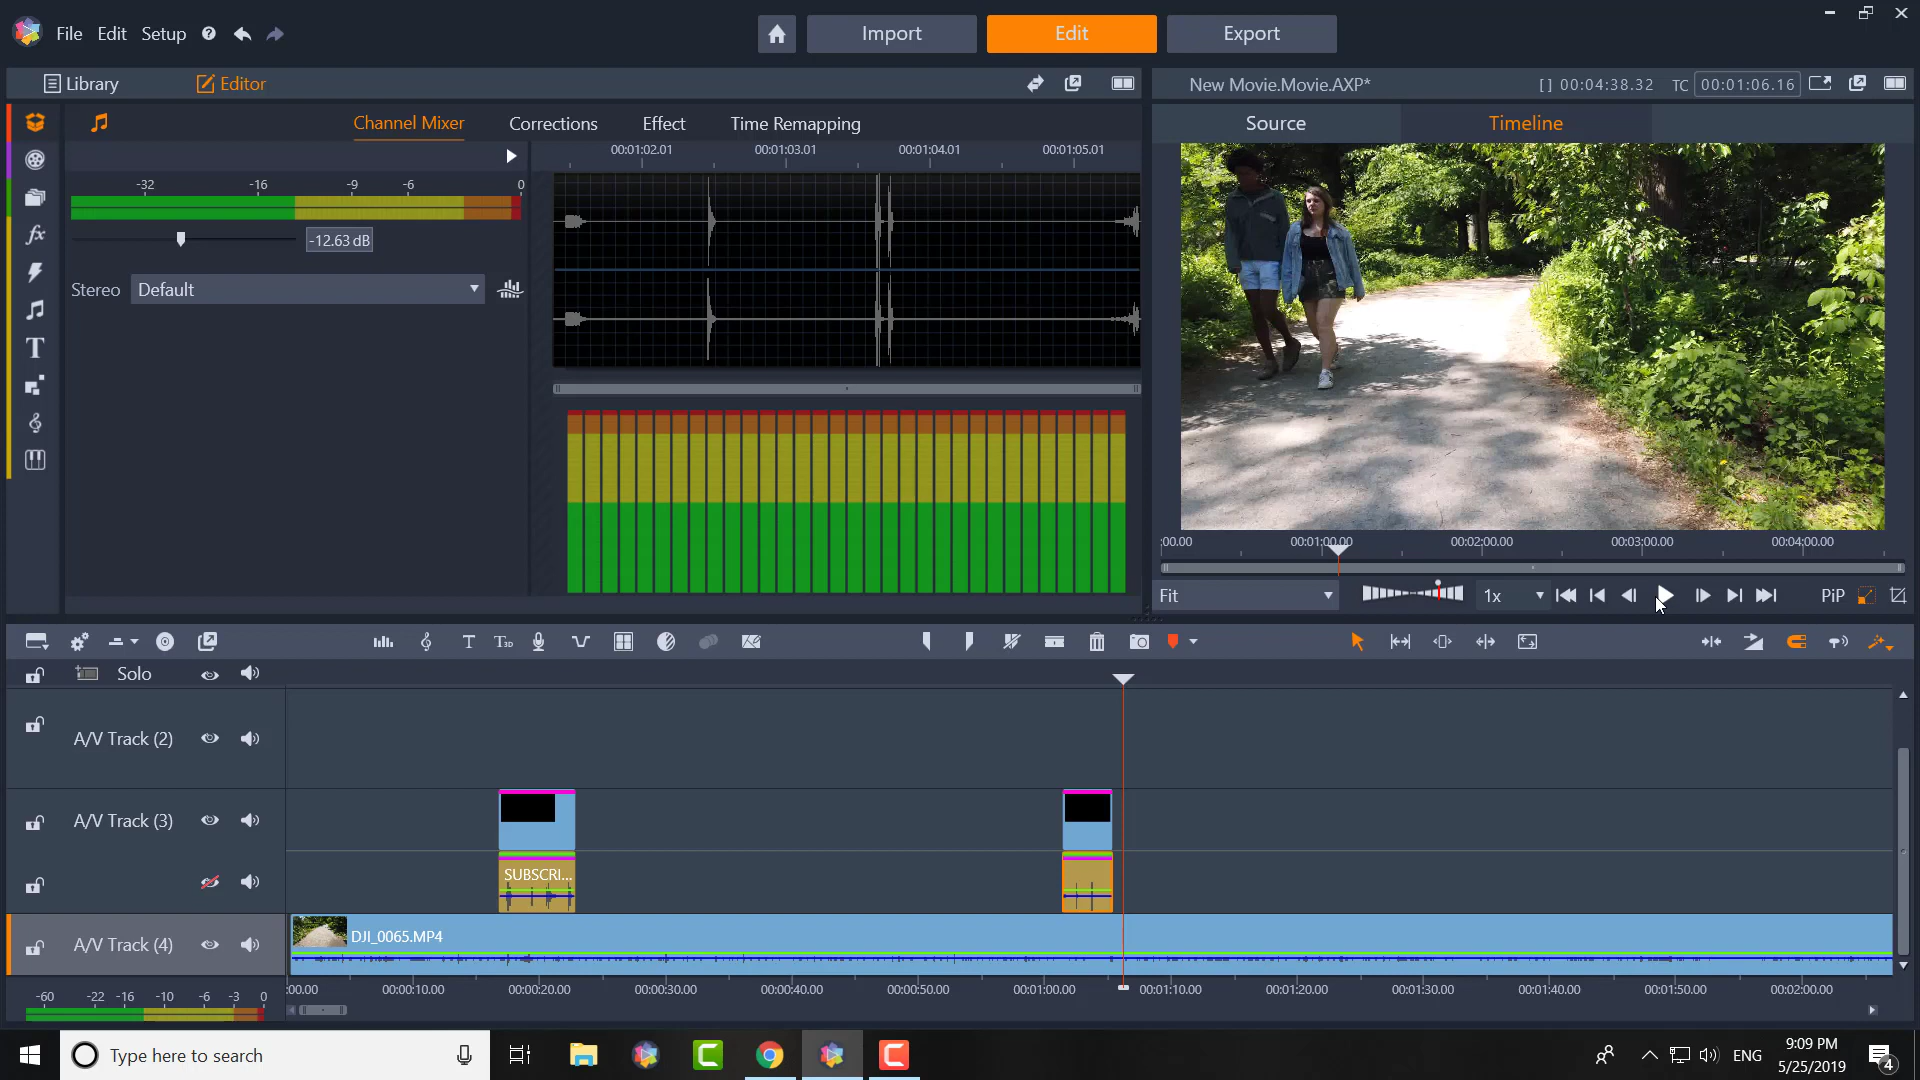 File Edit Setup Import Edit Export
Library Editor New Movie.Movie.AXP* [ ] 00:04:38.32 TC 00:01:06.16
Channel Mixer Corrections Effect Time Remapping Source Timeline
00:01:02.01 00:01:03.01 00:01:04.01 00:01:05.01
-32 -16 -9 -6 0
-12.63 dB
Stereo Default
:00.00 00:01:00.00 00:02:00.00 00:03:00.00 00:04:00.00
Fit 1x PiP
T T3D
Solo
A/V Track (2)
A/V Track (3)
SUBSCRI...
A/V Track (4) DJI_0065.MP4
:00.00 00:00:10.00 00:00:20.00 00:00:30.00 00:00:40.00 00:00:50.00 00:01:00.00 00:01:10.00 00:01:20.00 00:01:30.00 00:01:40.00 00:01:50.00 00:02:00.00
-60 -22 -16 -10 -6 -3 0
Type here to search ENG 9:09 PM
5/25/2019 4